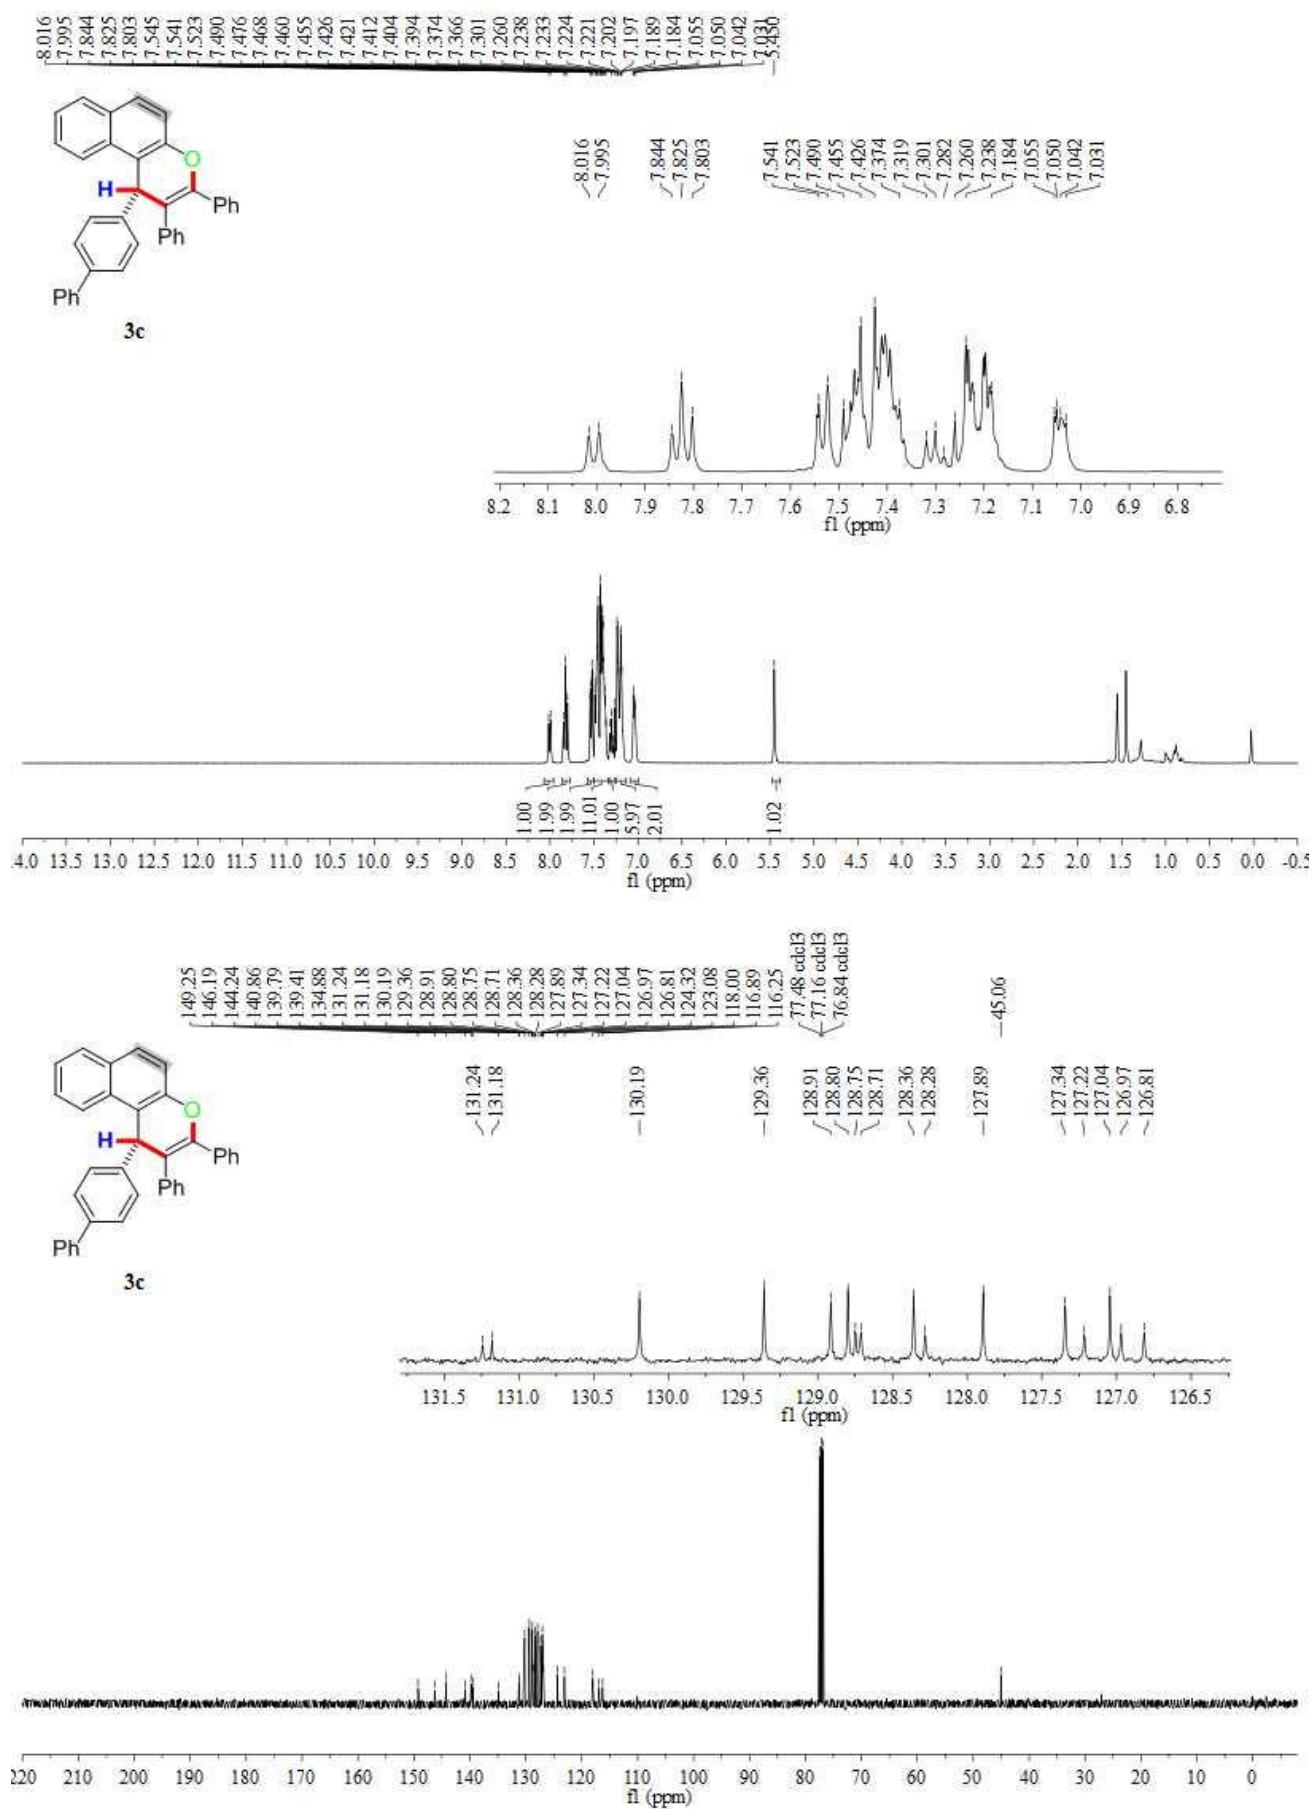 8.016 7.995 7.844 7.825 7.803 7.545 7.541 7.523 7.490 7.476 7.468 7.460 7.455 7.426 7.421 7.412 7.404 7.394 7.374 7.366 7.301 7.260 7.238 7.233 7.224 7.221 7.202 7.197 7.189 7.184 7.055 7.050 7.042 7.031 5.450
8.016 7.995 7.844 7.825 7.803 7.541 7.523 7.490 7.455 7.426 7.374 7.319 7.301 7.282 7.260 7.238 7.184 7.055 7.050 7.042 7.031
O
H
Ph
Ph
Ph
3c
8.2 8.1 8.0 7.9 7.8 7.7 7.6 7.5 7.4 7.3 7.2 7.1 7.0 6.9 6.8
f1 (ppm)
1.00 1.99 1.99 11.01 1.00 5.97 2.01 1.02
4.0 13.5 13.0 12.5 12.0 11.5 11.0 10.5 10.0 9.5 9.0 8.5 8.0 7.5 7.0 6.5 6.0 5.5 5.0 4.5 4.0 3.5 3.0 2.5 2.0 1.5 1.0 0.5 0.0 -0.5
f1 (ppm)
149.25 146.19 144.24 140.86 139.79 139.41 134.88 131.24 131.18 130.19 129.36 128.91 128.80 128.75 128.71 128.36 128.28 127.89 127.34 127.22 127.04 126.97 126.81 124.32 123.08 118.00 116.89 116.25 77.48 cdcl3 77.16 cdcl3 76.84 cdcl3 45.06
131.24 131.18 130.19 129.36 128.91 128.80 128.75 128.71 128.36 128.28 127.89 127.34 127.22 127.04 126.97 126.81
O
H
Ph
Ph
Ph
3c
131.5 131.0 130.5 130.0 129.5 129.0 128.5 128.0 127.5 127.0 126.5
f1 (ppm)
220 210 200 190 180 170 160 150 140 130 120 110 100 90 80 70 60 50 40 30 20 10 0
f1 (ppm)